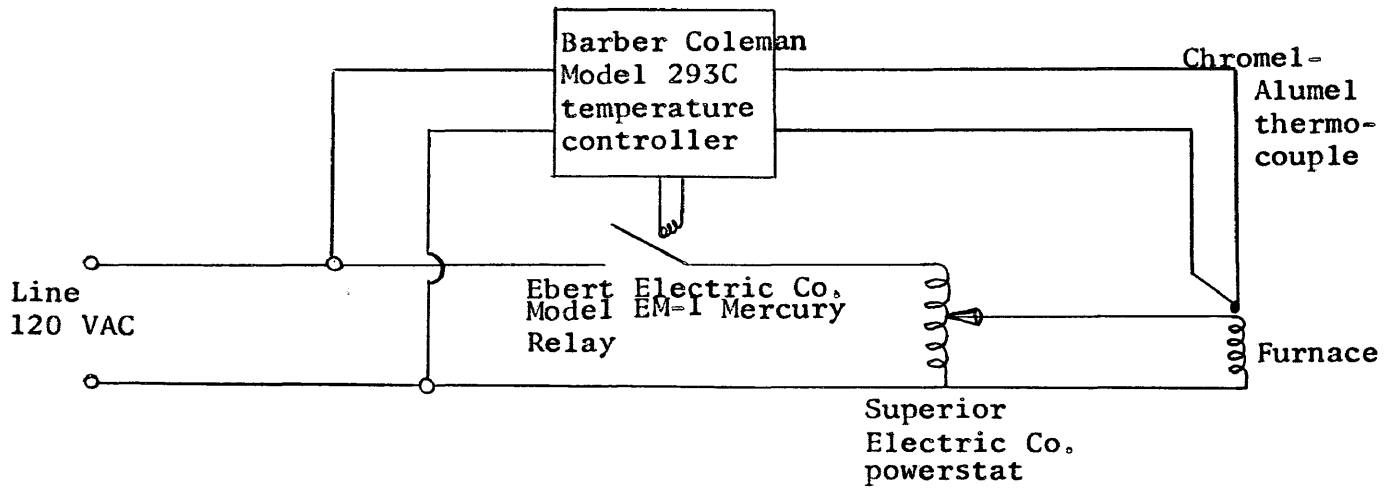 Barber Coleman
Model 293C
temperature
controller
Chromel-
Alumel
thermo-
couple
Line
120 VAC
Ebert Electric Co.
Model EM-1 Mercury
Relay
Furnace
Superior
Electric Co.
powerstat